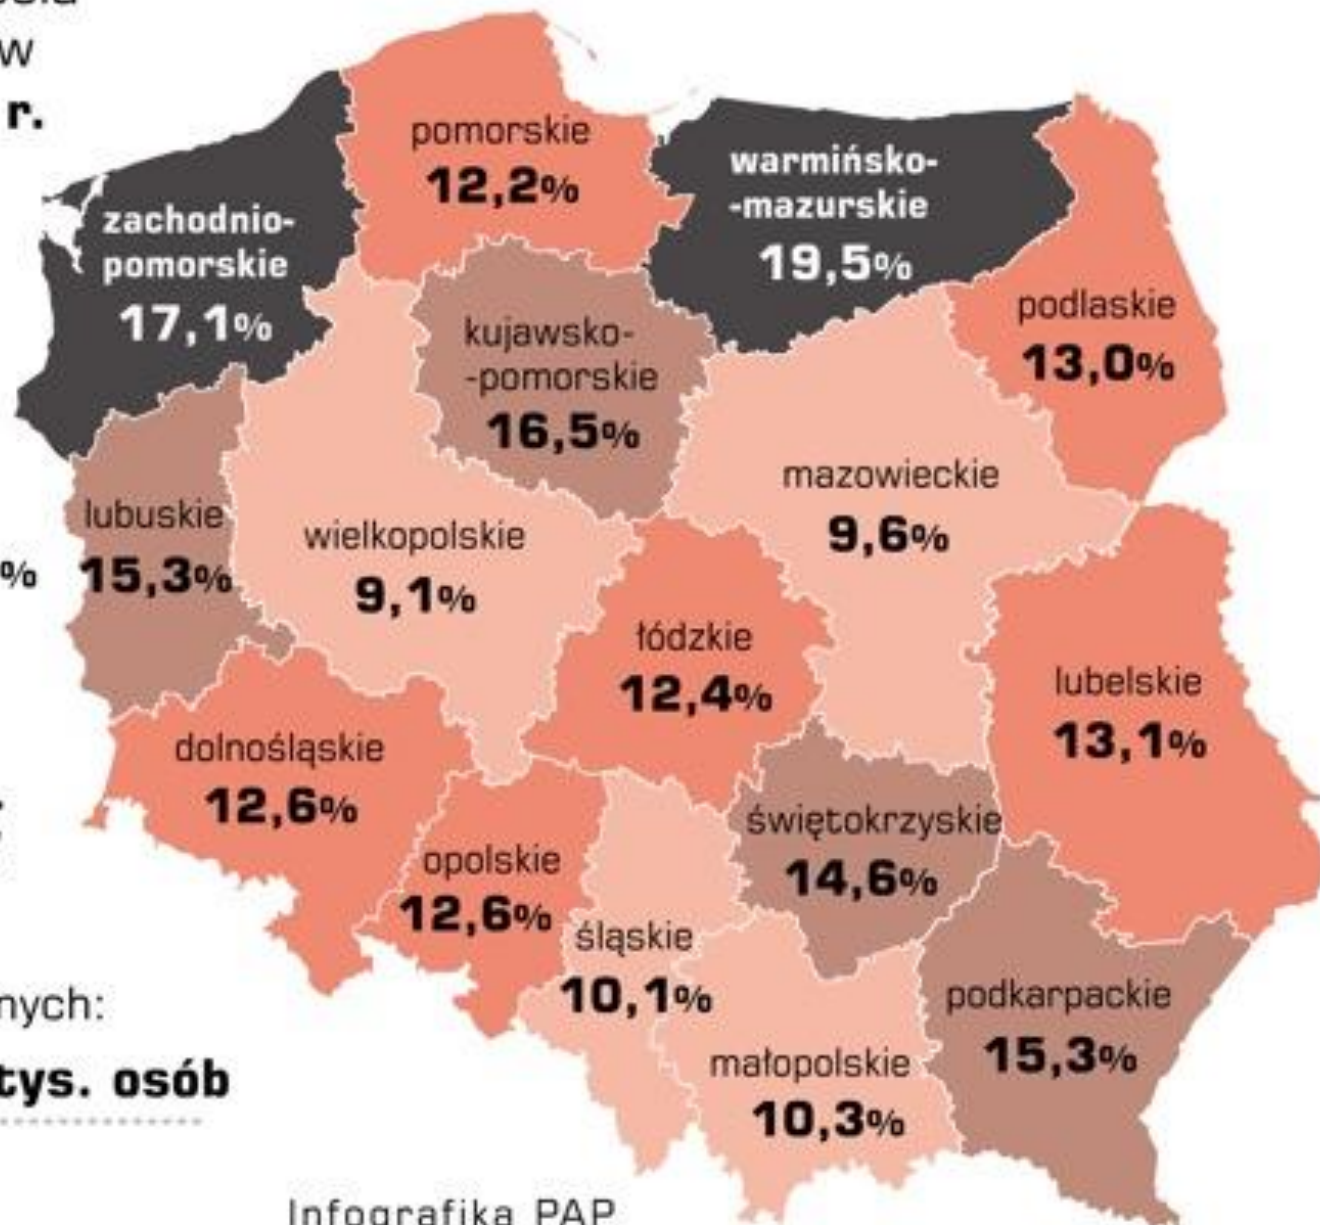 w
r.
pomorskie
12,2%
warmińsko-
-mazurskie
19,5%
zachodnio-
pomorskie
17,1%
podlaskie
13,0%
kujawsko-
-pomorskie
16,5%
mazowieckie
9,6%
lubuskie
15,3%
wielkopolskie
9,1%
%
łódzkie
12,4%
lubelskie
13,1%
dolnośląskie
12,6%
świętokrzyskie
14,6%
opolskie
12,6%
śląskie
10,1%
podkarpackie
15,3%
małopolskie
10,3%
nych:
tys. osób
Infografika PAP